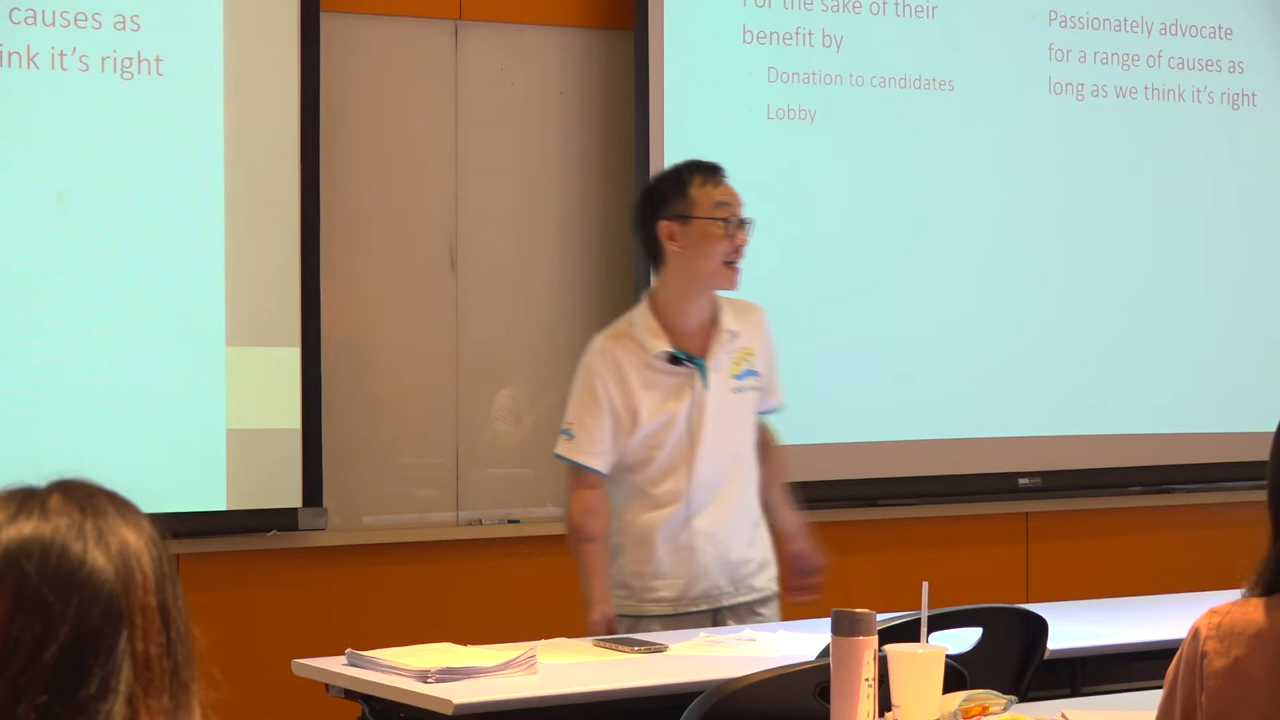 causes as
ink it's right
For the sake of their
benefit by
Donation to candidates
Lobby
Passionately advocate
for a range of causes as
long as we think it's right